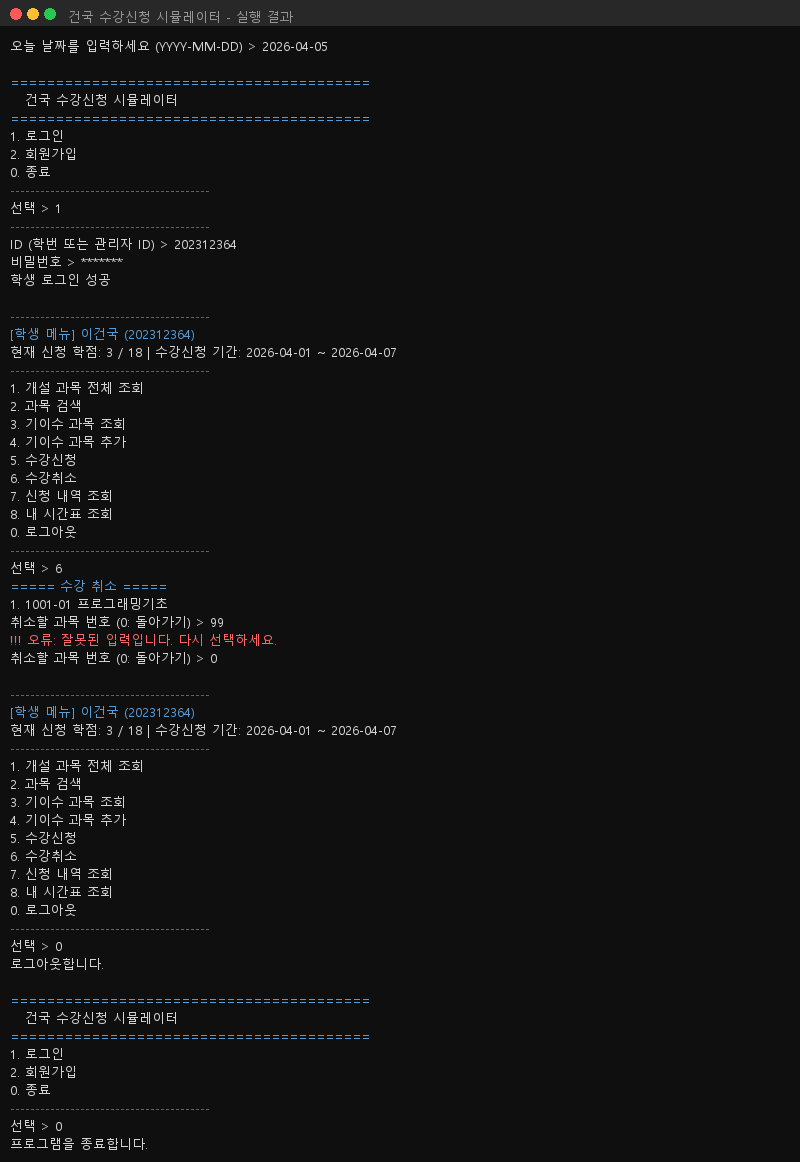 건국 수강신청 시뮬레이터 - 실행 결과
오늘 날짜를 입력하세요 (YYYY-MM-DD) > 2026-04-05
========================================
건국 수강신청 시뮬레이터
========================================
1. 로그인
2. 회원가입
0. 종료
----------------------------------------
선택 > 1
----------------------------------------
ID (학번 또는 관리자 ID) > 202312364
비밀번호 > *******
학생 로그인 성공
----------------------------------------
[학생 메뉴] 이건국 (202312364)
현재 신청 학점: 3 / 18 | 수강신청 기간: 2026-04-01 ~ 2026-04-07
----------------------------------------
1. 개설 과목 전체 조회
2. 과목 검색
3. 기이수 과목 조회
4. 기이수 과목 추가
5. 수강신청
6. 수강취소
7. 신청 내역 조회
8. 내 시간표 조회
0. 로그아웃
----------------------------------------
선택 > 6
===== 수강 취소 =====
1. 1001-01 프로그래밍기초
취소할 과목 번호 (0: 돌아가기) > 99
!!! 오류: 잘못된 입력입니다. 다시 선택하세요.
취소할 과목 번호 (0: 돌아가기) > 0
----------------------------------------
[학생 메뉴] 이건국 (202312364)
현재 신청 학점: 3 / 18 | 수강신청 기간: 2026-04-01 ~ 2026-04-07
----------------------------------------
1. 개설 과목 전체 조회
2. 과목 검색
3. 기이수 과목 조회
4. 기이수 과목 추가
5. 수강신청
6. 수강취소
7. 신청 내역 조회
8. 내 시간표 조회
0. 로그아웃
----------------------------------------
선택 > 0
로그아웃합니다.
========================================
건국 수강신청 시뮬레이터
========================================
1. 로그인
2. 회원가입
0. 종료
----------------------------------------
선택 > 0
프로그램을 종료합니다.